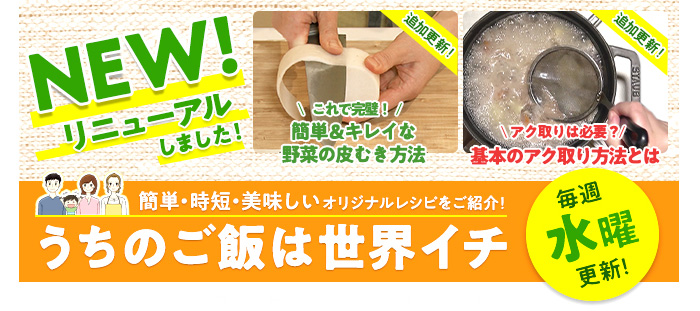 NEW!
リニューアル
しました!
追加更新!
\ これで完璧! /
簡単&キレイな
野菜の皮むき方法
追加更新!
STAUB
\ アク取りは必要? /
基本のアク取り方法とは
簡単・時短・美味しいオリジナルレシピをご紹介!
うちのご飯は世界イチ
毎週
水曜
更新!